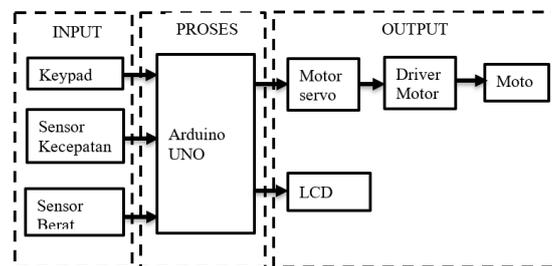 INPUT
PROSES
OUTPUT
Keypad
Sensor
Kecepatan
Sensor
Berat
Arduino
UNO
Motor
servo
Driver
Motor
Moto
LCD